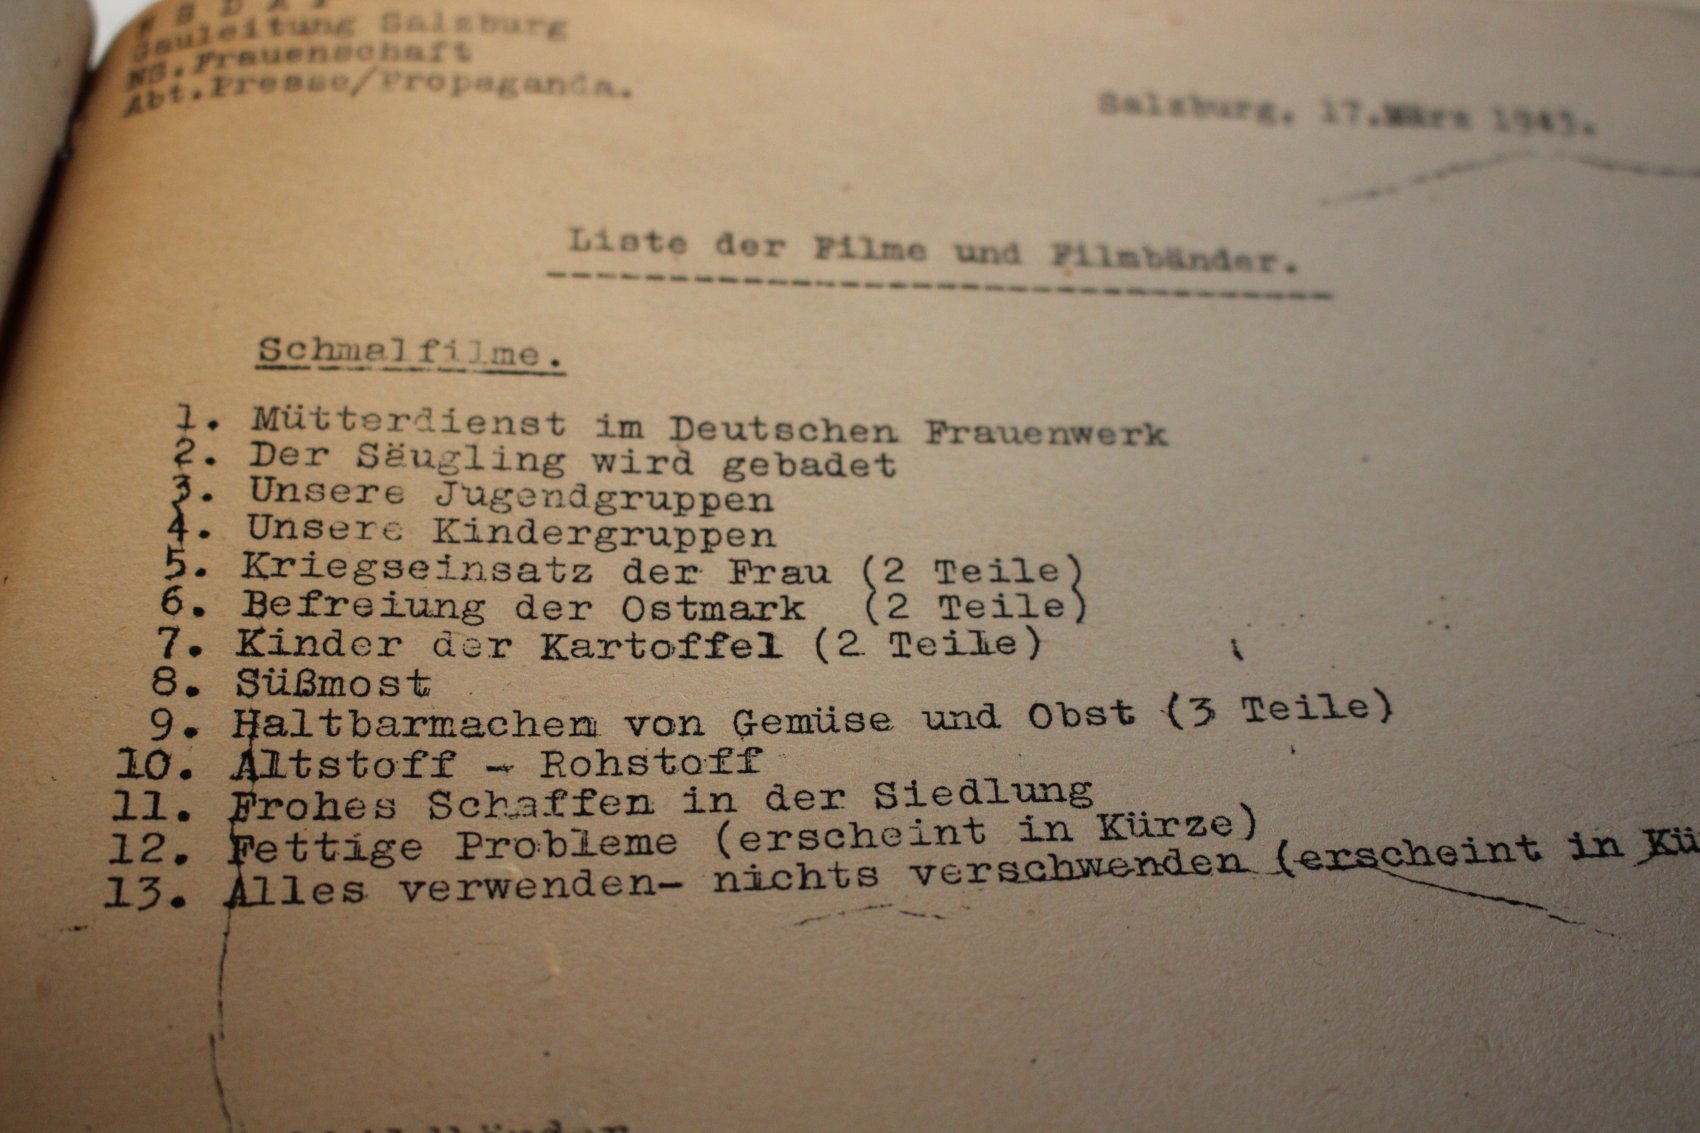 N S D A P
Gauleitung Salzburg
NS.Frauenschaft
Abt.Presse/Propaganda.
Salzburg, 17.März 1943.
Liste der Filme und Filmbänder.
Schmalfilme.
1. Mütterdienst im Deutschen Frauenwerk
2. Der Säugling wird gebadet
3. Unsere Jugendgruppen
4. Unsere Kindergruppen
5. Kriegseinsatz der Frau (2 Teile)
6. Befreiung der Ostmark (2 Teile)
7. Kinder der Kartoffel (2 Teile)
8. Süßmost
9. Haltbarmachen von Gemüse und Obst (3 Teile)
10. Altstoff - Rohstoff
11. Frohes Schaffen in der Siedlung
12. Fettige Probleme (erscheint in Kürze)
13. Alles verwenden- nichts verschwenden (erscheint in Kü